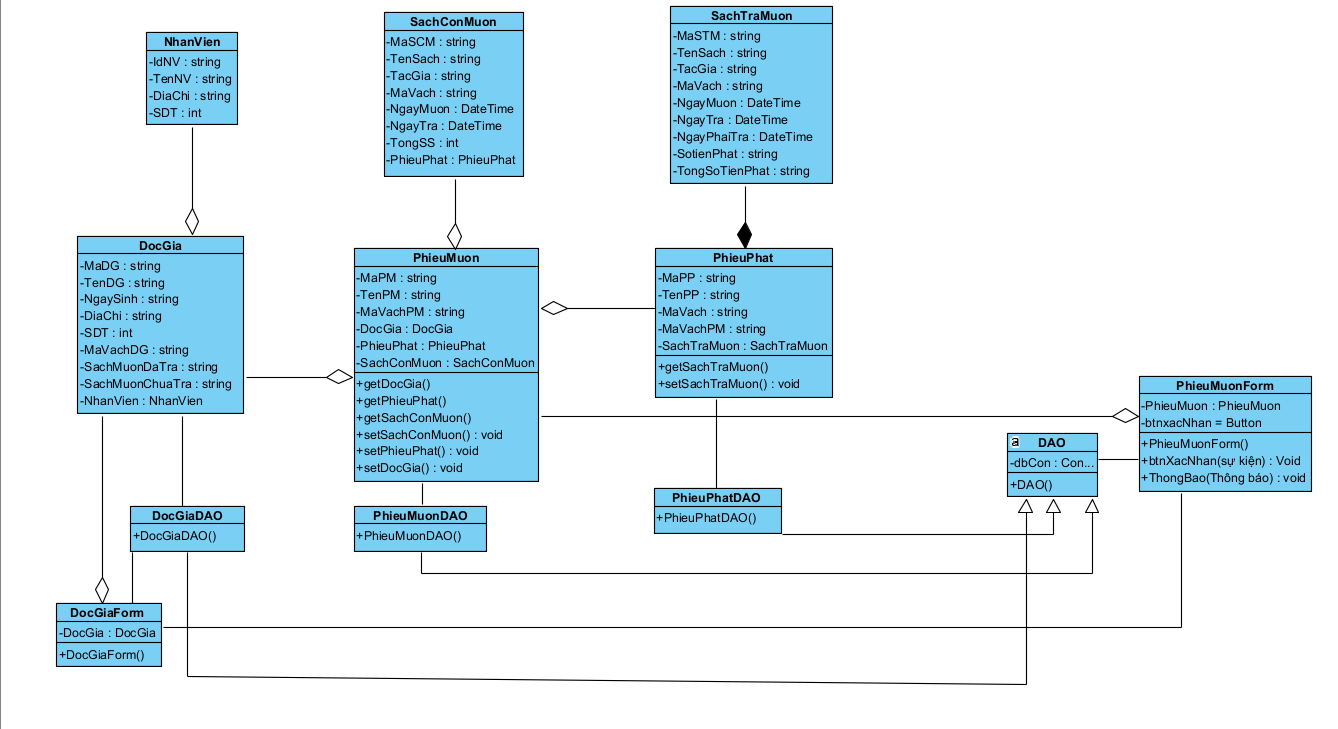 NhanVien
-IdNV : string
-TenNV : string
-DiaChi : string
-SDT : int
SachConMuon
-MaSCM : string
-TenSach : string
-TacGia : string
-MaVach : string
-NgayMuon : DateTime
-NgayTra : DateTime
-TongSS : int
-PhieuPhat : PhieuPhat
SachTraMuon
-MaSTM : string
-TenSach : string
-TacGia : string
-MaVach : string
-NgayMuon : DateTime
-NgayTra : DateTime
-NgayPhaiTra : DateTime
-SotienPhat : string
-TongSoTienPhat : string
DocGia
-MaDG : string
-TenDG : string
-NgaySinh : string
-DiaChi : string
-SDT : int
-MaVachDG : string
-SachMuonDaTra : string
-SachMuonChuaTra : string
-NhanVien : NhanVien
PhieuMuon
-MaPM : string
-TenPM : string
-MaVachPM : string
-DocGia : DocGia
-PhieuPhat : PhieuPhat
-SachConMuon : SachConMuon
+getDocGia()
+getPhieuPhat()
+getSachConMuon()
+setSachConMuon() : void
+setPhieuPhat() : void
+setDocGia() : void
PhieuPhat
-MaPP : string
-TenPP : string
-MaVach : string
-MaVachPM : string
-SachTraMuon : SachTraMuon
+getSachTraMuon()
+setSachTraMuon() : void
PhieuMuonForm
-PhieuMuon : PhieuMuon
-btnxacNhan = Button
+PhieuMuonForm()
+btnXacNhan(sự kiện) : Void
+ThongBao(Thông báo) : void
a DAO
-dbCon : Con...
+DAO()
DocGiaDAO
+DocGiaDAO()
PhieuMuonDAO
+PhieuMuonDAO()
PhieuPhatDAO
+PhieuPhatDAO()
DocGiaForm
-DocGia : DocGia
+DocGiaForm()